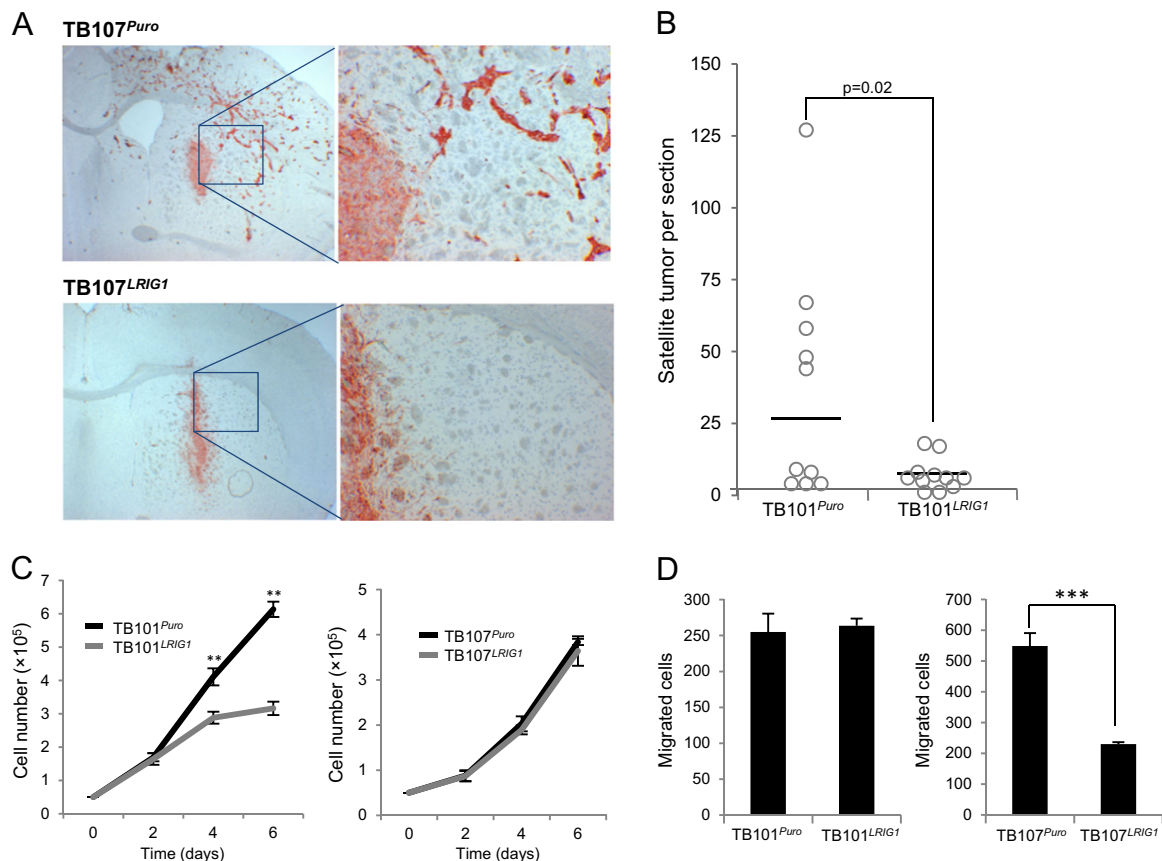 A
TB107Puro
TB107LRIG1
B
150
125
150
75
50
25
0
Satellite tumor per section
p=0.02
TB101Puro
TB101LRIG1
C
7
6
5
4
3
2
1
0
Cell number (×10⁵)
TB101Puro
TB101LRIG1
**
**
0 2 4 6
Time (days)
5
4
3
2
1
0
Cell number (×10⁵)
TB107Puro
TB107LRIG1
0 2 4 6
Time (days)
D
300
250
200
150
100
50
0
Migrated cells
TB101Puro
TB101LRIG1
700
600
500
400
300
200
100
0
Migrated cells
***
TB107Puro
TB107LRIG1